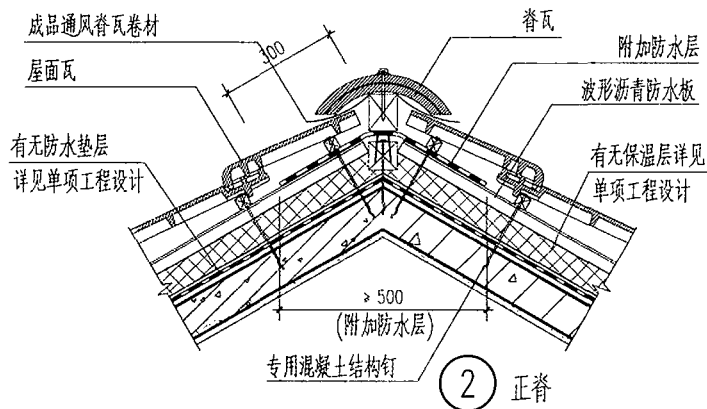 成品通风脊瓦卷材
300
脊瓦
附加防水层
屋面瓦
波形沥青防水板
有无防水垫层
详见单项工程设计
有无保温层详见
单项工程设计
≥500
(附加防水层)
专用混凝土结构钉
2 正脊